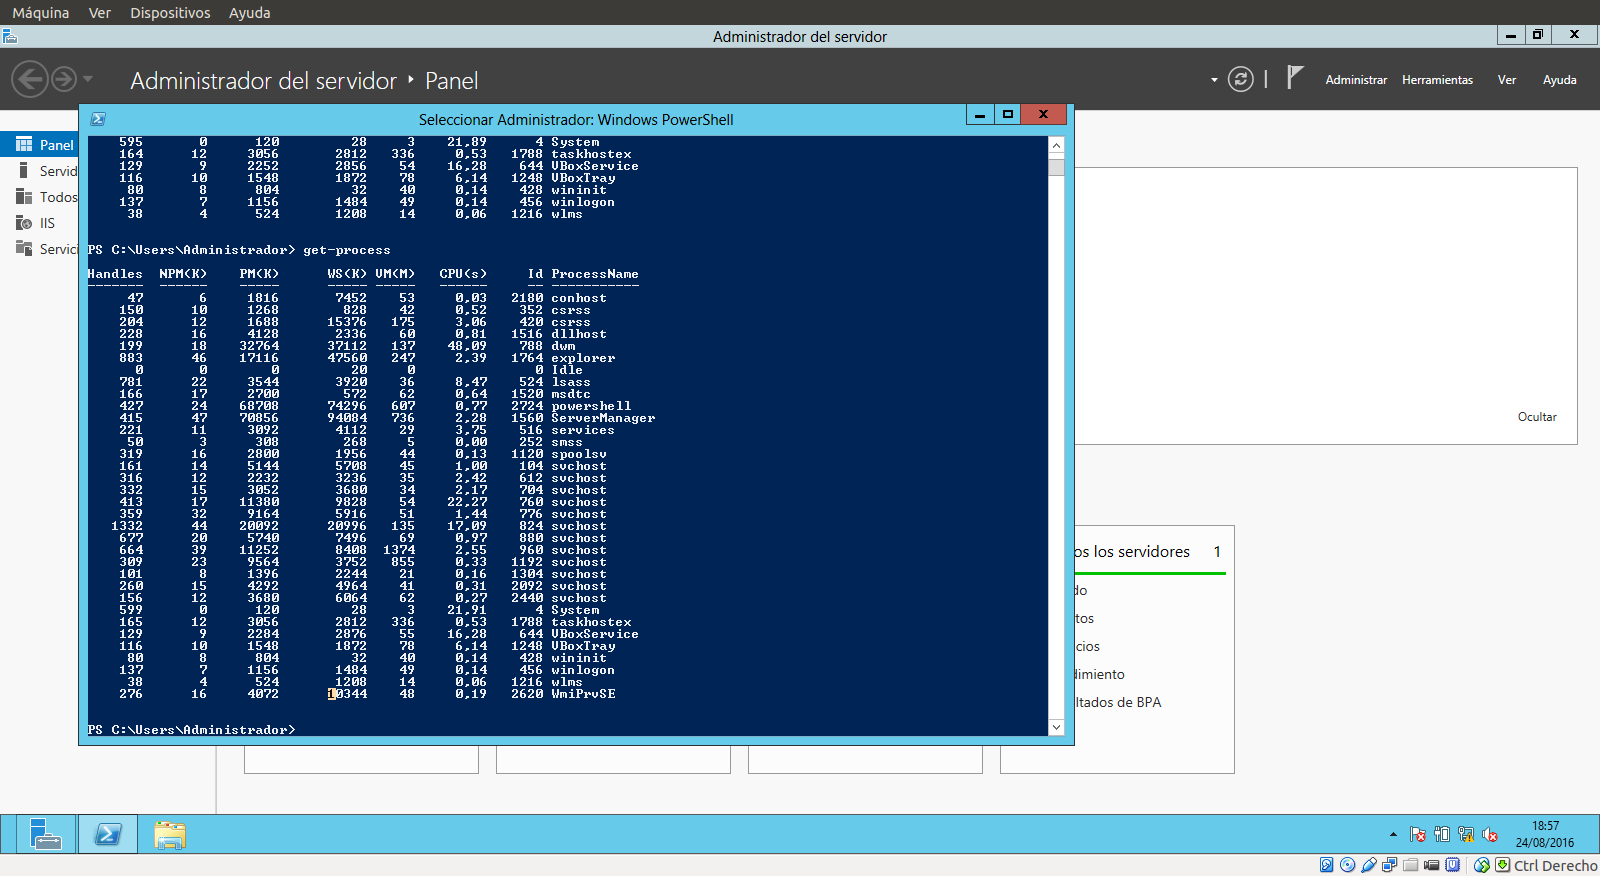 Máquina Ver Dispositivos Ayuda
Administrador del servidor
Administrador del servidor ‣ Panel
Administrar Herramientas Ver Ayuda
Seleccionar Administrador: Windows PowerShell
Panel
Servid
Todos
IIS
Servici
595 0 120 28 3 21,89 4 System
164 12 3056 2812 336 0,53 1788 taskhostex
129 9 2252 2856 54 16,28 644 VBoxService
116 10 1548 1872 78 6,14 1248 VBoxTray
80 8 804 32 40 0,14 428 wininit
137 7 1156 1484 49 0,14 456 winlogon
38 4 524 1208 14 0,06 1216 wlms
PS C:\Users\Administrador> get-process
Handles NPM(K) PM(K) WS(K) VM(M) CPU(s) Id ProcessName
------- ------ ----- ----- ----- ------ -- -----------
47 6 1816 7452 53 0,03 2180 conhost
150 10 1268 828 42 0,52 352 csrss
204 12 1688 15376 175 3,06 420 csrss
228 16 4128 2336 60 0,81 1516 dllhost
199 18 32764 37112 137 48,09 788 dwm
883 46 17116 47560 247 2,39 1764 explorer
0 0 0 20 0 0 Idle
781 22 3544 3920 36 8,47 524 lsass
166 17 2700 572 62 0,64 1520 msdtc
427 24 68708 74296 607 0,77 2724 powershell
415 47 70856 94084 736 2,28 1560 ServerManager
221 11 3092 4112 29 3,75 516 services
50 3 308 268 5 0,00 252 smss
319 16 2800 1956 44 0,13 1120 spoolsv
161 14 5144 5708 45 1,00 104 svchost
316 12 2232 3236 35 2,42 612 svchost
332 15 3052 3680 34 2,17 704 svchost
413 17 11380 9828 54 22,27 760 svchost
359 32 9164 5916 51 1,44 776 svchost
1332 44 20092 20996 135 17,09 824 svchost
677 20 5740 7496 69 0,97 880 svchost
664 39 11252 8408 1374 2,55 960 svchost
309 23 9564 3752 855 0,33 1192 svchost
101 8 1396 2244 21 0,16 1304 svchost
260 15 4292 4964 41 0,31 2092 svchost
156 12 3680 6064 62 0,27 2440 svchost
599 0 120 28 3 21,91 4 System
165 12 3056 2812 336 0,53 1788 taskhostex
129 9 2284 2876 55 16,28 644 VBoxService
116 10 1548 1872 78 6,14 1248 VBoxTray
80 8 804 32 40 0,14 428 wininit
137 7 1156 1484 49 0,14 456 winlogon
38 4 524 1208 14 0,06 1216 wlms
276 16 4072 10344 48 0,19 2620 WmiPrvSE
PS C:\Users\Administrador>
Ocultar
os los servidores 1
do
tos
cios
dimiento
ltados de BPA
18:57
24/08/2016
Ctrl Derecho